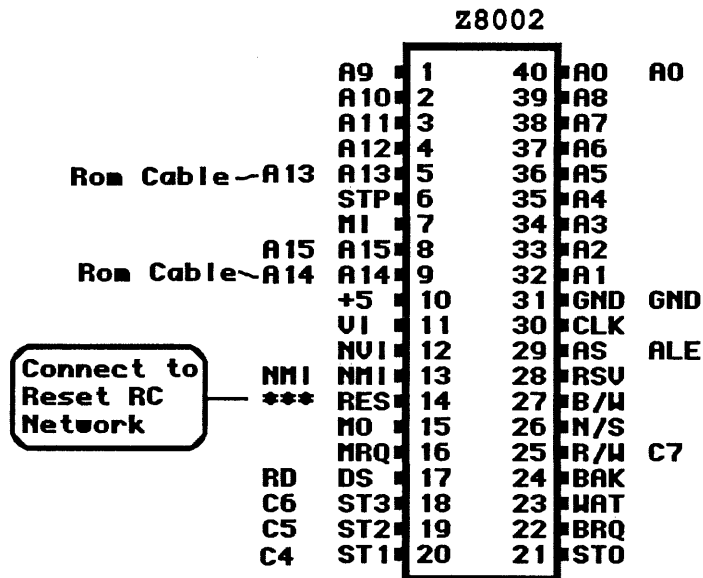 Z8002
A9 1 40 A0 A0
A10 2 39 A8
A11 3 38 A7
A12 4 37 A6
Rom Cable A13 A13 5 36 A5
STP 6 35 A4
MI 7 34 A3
A15 A15 8 33 A2
Rom Cable A14 A14 9 32 A1
+5 10 31 GND GND
VI 11 30 CLK
NVI 12 29 AS ALE
Connect to
Reset RC
Network
NMI NMI 13 28 RSV
*** RES 14 27 B/W
MO 15 26 N/S
MRQ 16 25 R/W C7
RD DS 17 24 BAK
C6 ST3 18 23 WAT
C5 ST2 19 22 BRQ
C4 ST1 20 21 ST0